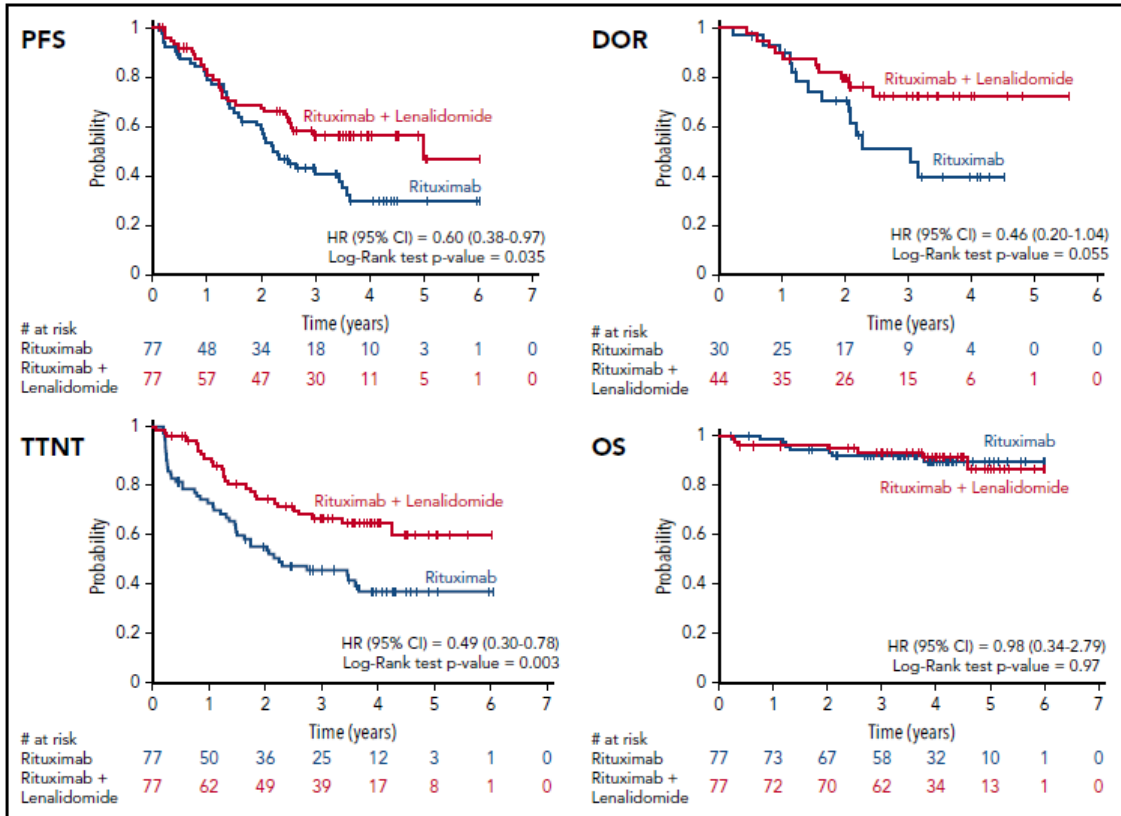 PFS
1
0.8
0.6
0.4
0.2
0
Probability
Rituximab + Lenalidomide
Rituximab
HR (95% CI) = 0.60 (0.38-0.97)
Log-Rank test p-value = 0.035
0 1 2 3 4 5 6 7
Time (years)
# at risk
Rituximab 77 48 34 18 10 3 1 0
Rituximab +
Lenalidomide 77 57 47 30 11 5 1 0
DOR
1
0.8
0.6
0.4
0.2
0
Probability
Rituximab + Lenalidomide
Rituximab
HR (95% CI) = 0.46 (0.20-1.04)
Log-Rank test p-value = 0.055
0 1 2 3 4 5 6
Time (years)
# at risk
Rituximab 30 25 17 9 4 0 0
Rituximab +
Lenalidomide 44 35 26 15 6 1 0
TTNT
1
0.8
0.6
0.4
0.2
0
Probability
Rituximab + Lenalidomide
Rituximab
HR (95% CI) = 0.49 (0.30-0.78)
Log-Rank test p-value = 0.003
0 1 2 3 4 5 6 7
Time (years)
# at risk
Rituximab 77 50 36 25 12 3 1 0
Rituximab +
Lenalidomide 77 62 49 39 17 8 1 0
OS
1
0.8
0.6
0.4
0.2
0
Probability
Rituximab
Rituximab + Lenalidomide
HR (95% CI) = 0.98 (0.34-2.79)
Log-Rank test p-value = 0.97
0 1 2 3 4 5 6 7
Time (years)
# at risk
Rituximab 77 73 67 58 32 10 1 0
Rituximab +
Lenalidomide 77 72 70 62 34 13 1 0